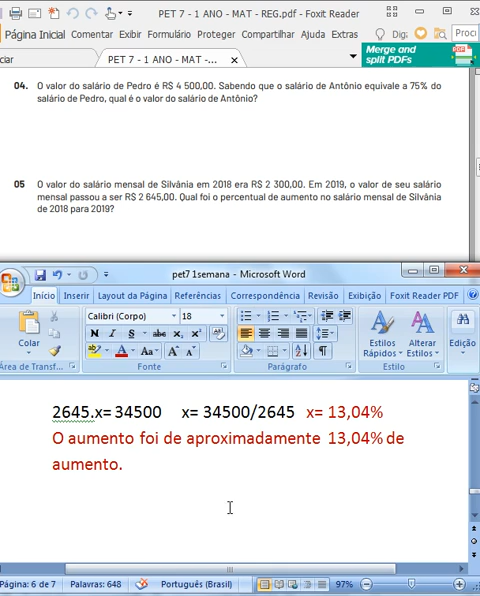 PET 7 - 1 ANO - MAT - REG.pdf - Foxit Reader
Página Inicial Comentar Exibir Formulário Proteger Compartilhar Ajuda Extras Dig: Proci
ciar PET 7 - 1 ANO - MAT -...
Merge and
split PDFs
04. O valor do salário de Pedro é R$ 4 500,00. Sabendo que o salário de Antônio equivale a 75% do
salário de Pedro, qual é o valor do salário de Antônio?
05 O valor do salário mensal de Silvânia em 2018 era R$ 2 300,00. Em 2019, o valor de seu salário
mensal passou a ser R$ 2 645,00. Qual foi o percentual de aumento no salário mensal de Silvânia
de 2018 para 2019?
pet7 1semana - Microsoft Word
Início Inserir Layout da Página Referências Correspondência Revisão Exibição Foxit Reader PDF
Calibri (Corpo) 18
Colar
N I S abc X₂ X²
Aa A A
Estilos Rápidos
Alterar Estilos
Edição
Área de Transf... Fonte Parágrafo Estilo
2645.x= 34500 x= 34500/2645 x= 13,04%
O aumento foi de aproximadamente 13,04% de
aumento.
Página: 6 de 7 Palavras: 648 Português (Brasil) 97%